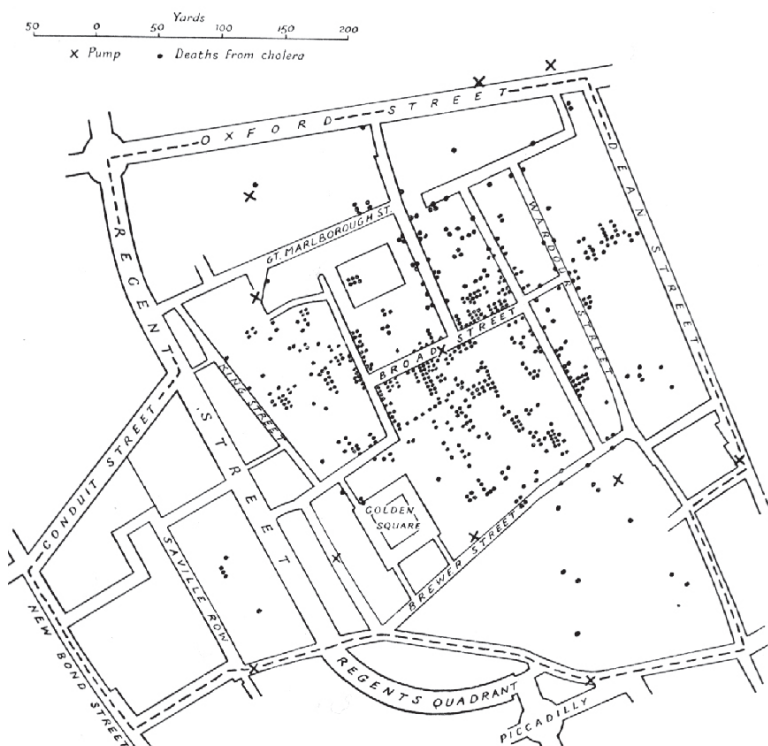 Yards
50 0 50 100 150 200
× Pump • Deaths from cholera
OXFORD STREET
DEAN STREET
REGENT STREET
GT. MARLBOROUGH ST.
WARDOUR STREET
BROAD STREET
KING STREET
CONDUIT STREET
GOLDEN
SQUARE
SAVILLE ROW
BREWER STREET
NEW BOND STREET
REGENTS QUADRANT
PICCADILLY